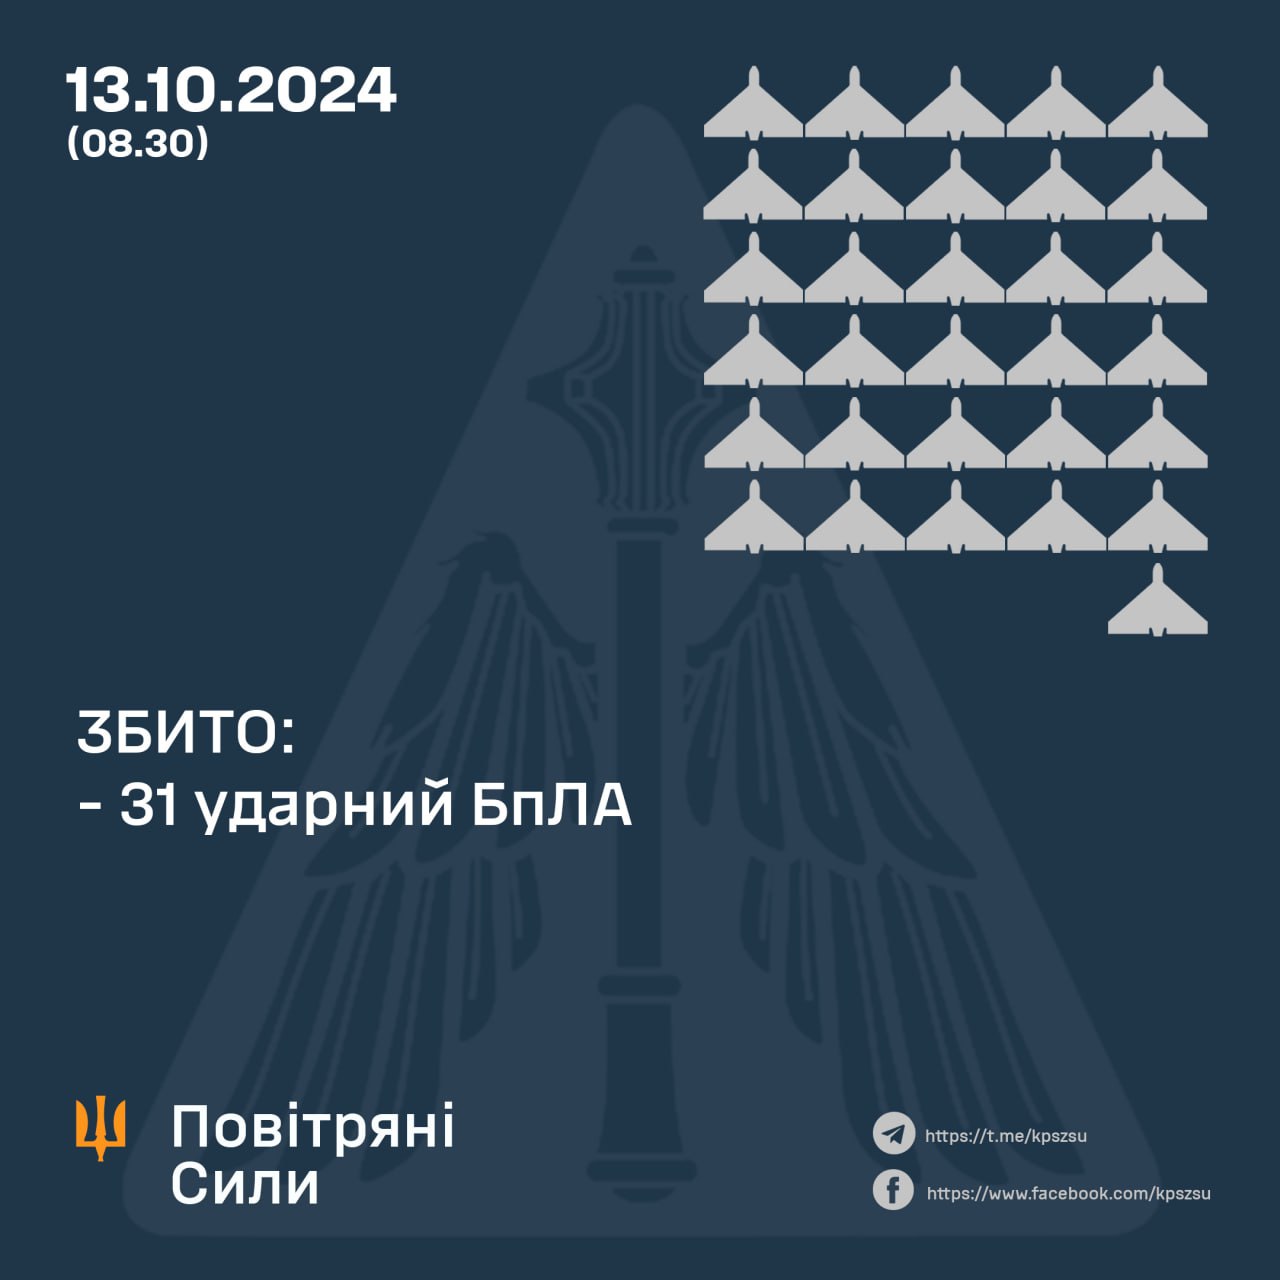 13.10.2024
(08.30)
ЗБИТО:
- 31 ударний БпЛА
Повітряні
Сили
https://t.me/kpszsu
https://www.facebook.com/kpszsu